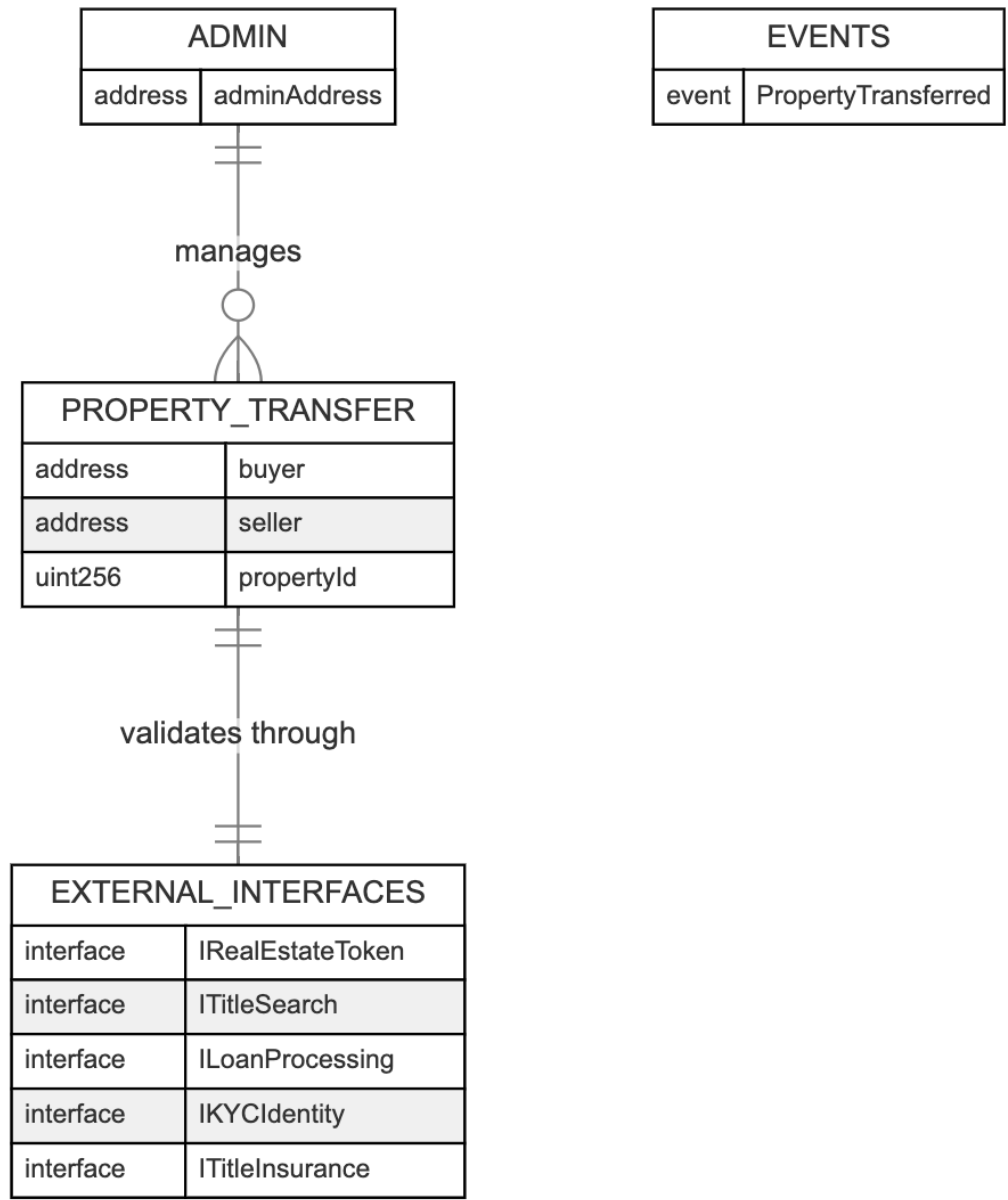 ADMIN
address adminAddress
EVENTS
event PropertyTransferred
manages
PROPERTY_TRANSFER
address buyer
address seller
uint256 propertyId
validates through
EXTERNAL_INTERFACES
interface IRealEstateToken
interface ITitleSearch
interface ILoanProcessing
interface IKYCIdentity
interface ITitleInsurance